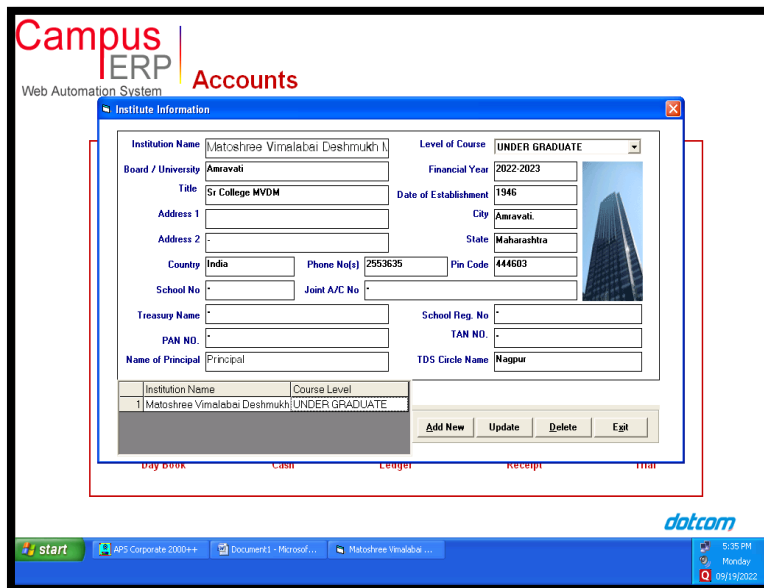 Campus
ERP
Web Automation System
Accounts
Institute Information
Institution Name Matoshree Vimalabai Deshmukh M Level of Course UNDER GRADUATE
Board / University Amravati Financial Year 2022-2023
Title Sr College MVDM Date of Establishment 1946
Address 1 City Amravati.
Address 2 - State Maharashtra
Country India Phone No(s) 2553635 Pin Code 444603
School No - Joint A/C No -
Treasury Name - School Reg. No -
PAN NO. - TAN NO. -
Name of Principal Principal TDS Circle Name Nagpur
Institution Name Course Level
1 Matoshree Vimalabai Deshmukh UNDER GRADUATE
Add New Update Delete Exit
Day Book Cash Ledger Receipt Trial
dotcom
start APS Corporate 2000++ Document1 - Microsof... Matoshree Vimalabai ... 5:35 PM
Monday
09/19/2022